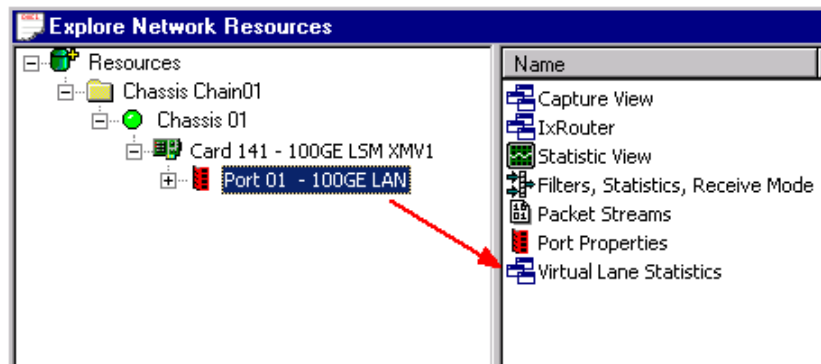 Explore Network Resources
Resources
Chassis Chain01
Chassis 01
Card 141 - 100GE LSM XMV1
Port 01 - 100GE LAN
Name
Capture View
IxRouter
Statistic View
Filters, Statistics, Receive Mode
Packet Streams
Port Properties
Virtual Lane Statistics